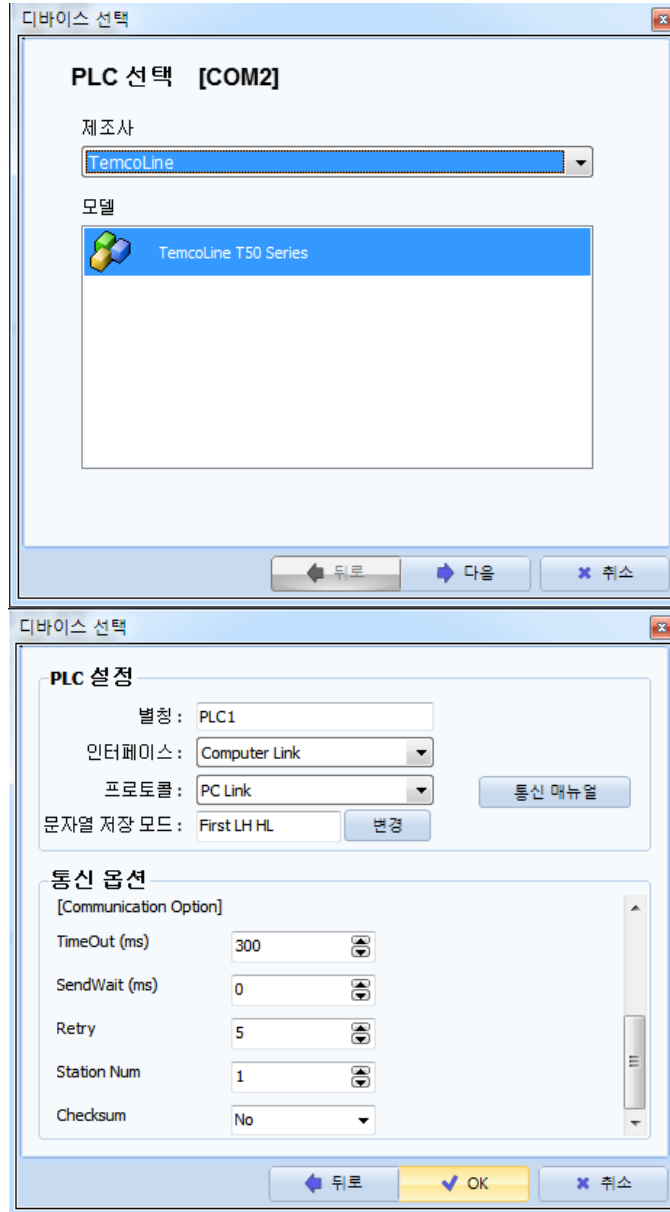 디바이스 선택
PLC 선택 [COM2]
제조사
TemcoLine
모델
TemcoLine T50 Series
뒤로
다음
취소
디바이스 선택
PLC 설정
별칭 : PLC1
인터페이스 : Computer Link
프로토콜 : PC Link 통신 매뉴얼
문자열 저장 모드 : First LH HL 변경
통신 옵션
[Communication Option]
TimeOut (ms) 300
SendWait (ms) 0
Retry 5
Station Num 1
Checksum No
뒤로
OK
취소